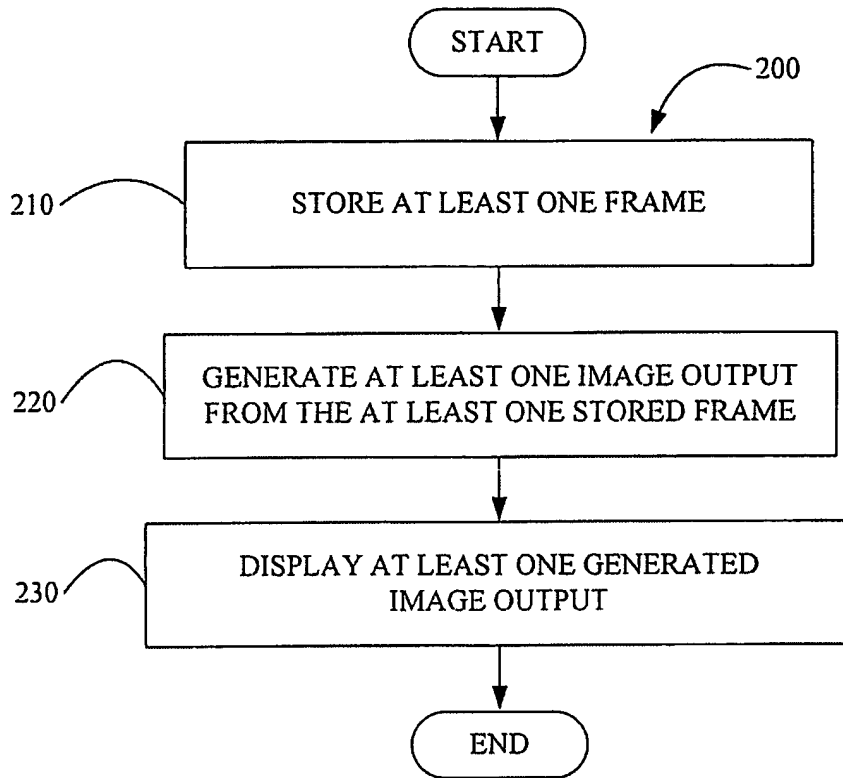 START
200
210
STORE AT LEAST ONE FRAME
220
GENERATE AT LEAST ONE IMAGE OUTPUT
FROM THE AT LEAST ONE STORED FRAME
230
DISPLAY AT LEAST ONE GENERATED
IMAGE OUTPUT
END